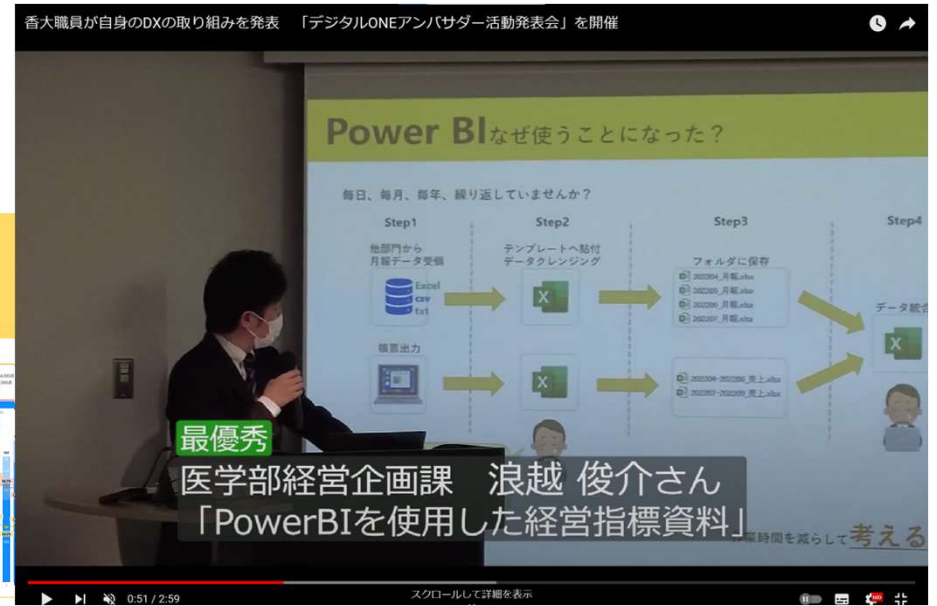 香大職員が自身のDXの取り組みを発表 「デジタルONEアンバサダー活動発表会」を開催
Power BIなぜ使うことになった？
毎日、毎月、毎年、繰り返していませんか？
Step1
Step2
Step3
Step4
他部門から
月報データ受領
テンプレートへ貼付
データクレンジング
フォルダに保存
Excel
csv
txt
202204_月報.xlsx
202205_月報.xlsx
202206_月報.xlsx
202207_月報.xlsx
データ統合
帳票出力
202204-202206_売上.xlsx
202207-202209_売上.xlsx
最優秀
医学部経営企画課 浪越 俊介さん
「PowerBIを使用した経営指標資料」
業時間を減らして考える
0:51 / 2:59
スクロールして詳細を表示
HD